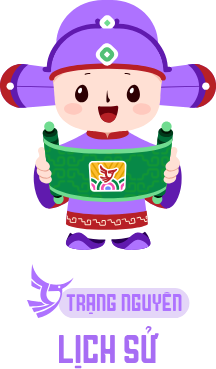 TRẠNG NGUYÊN
LỊCH SỬ